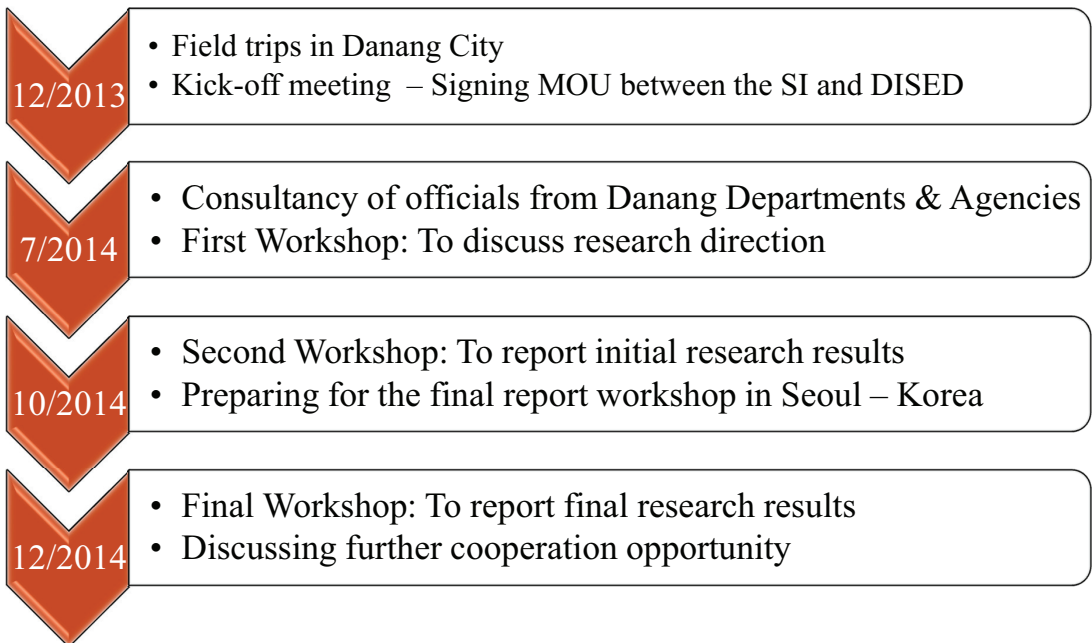 12/2013
• Field trips in Danang City
• Kick-off meeting – Signing MOU between the SI and DISED
7/2014
• Consultancy of officials from Danang Departments & Agencies
• First Workshop: To discuss research direction
10/2014
• Second Workshop: To report initial research results
• Preparing for the final report workshop in Seoul – Korea
12/2014
• Final Workshop: To report final research results
• Discussing further cooperation opportunity